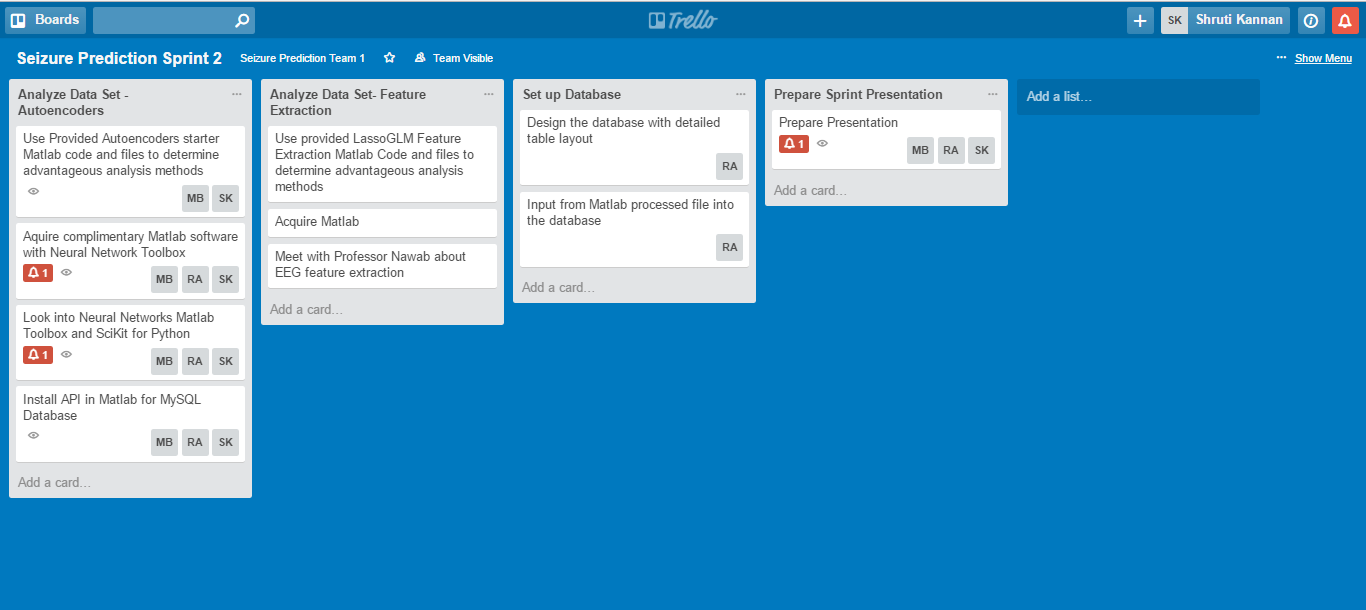 Boards
Trello
SK
Shruti Kannan
Seizure Prediction Sprint 2
Seizure Prediction Team 1
Team Visible
... Show Menu
Analyze Data Set -
Autoencoders
...
Use Provided Autoencoders starter
Matlab code and files to determine
advantageous analysis methods
MB SK
Aquire complimentary Matlab software
with Neural Network Toolbox
1
MB RA SK
Look into Neural Networks Matlab
Toolbox and SciKit for Python
1
MB RA SK
Install API in Matlab for MySQL
Database
MB RA SK
Add a card...
Analyze Data Set- Feature
Extraction
...
Use provided LassoGLM Feature
Extraction Matlab Code and files to
determine advantageous analysis
methods
Acquire Matlab
Meet with Professor Nawab about
EEG feature extraction
Add a card...
Set up Database
...
Design the database with detailed
table layout
RA
Input from Matlab processed file into
the database
RA
Add a card...
Prepare Sprint Presentation
...
Prepare Presentation
1
MB RA SK
Add a card...
Add a list...